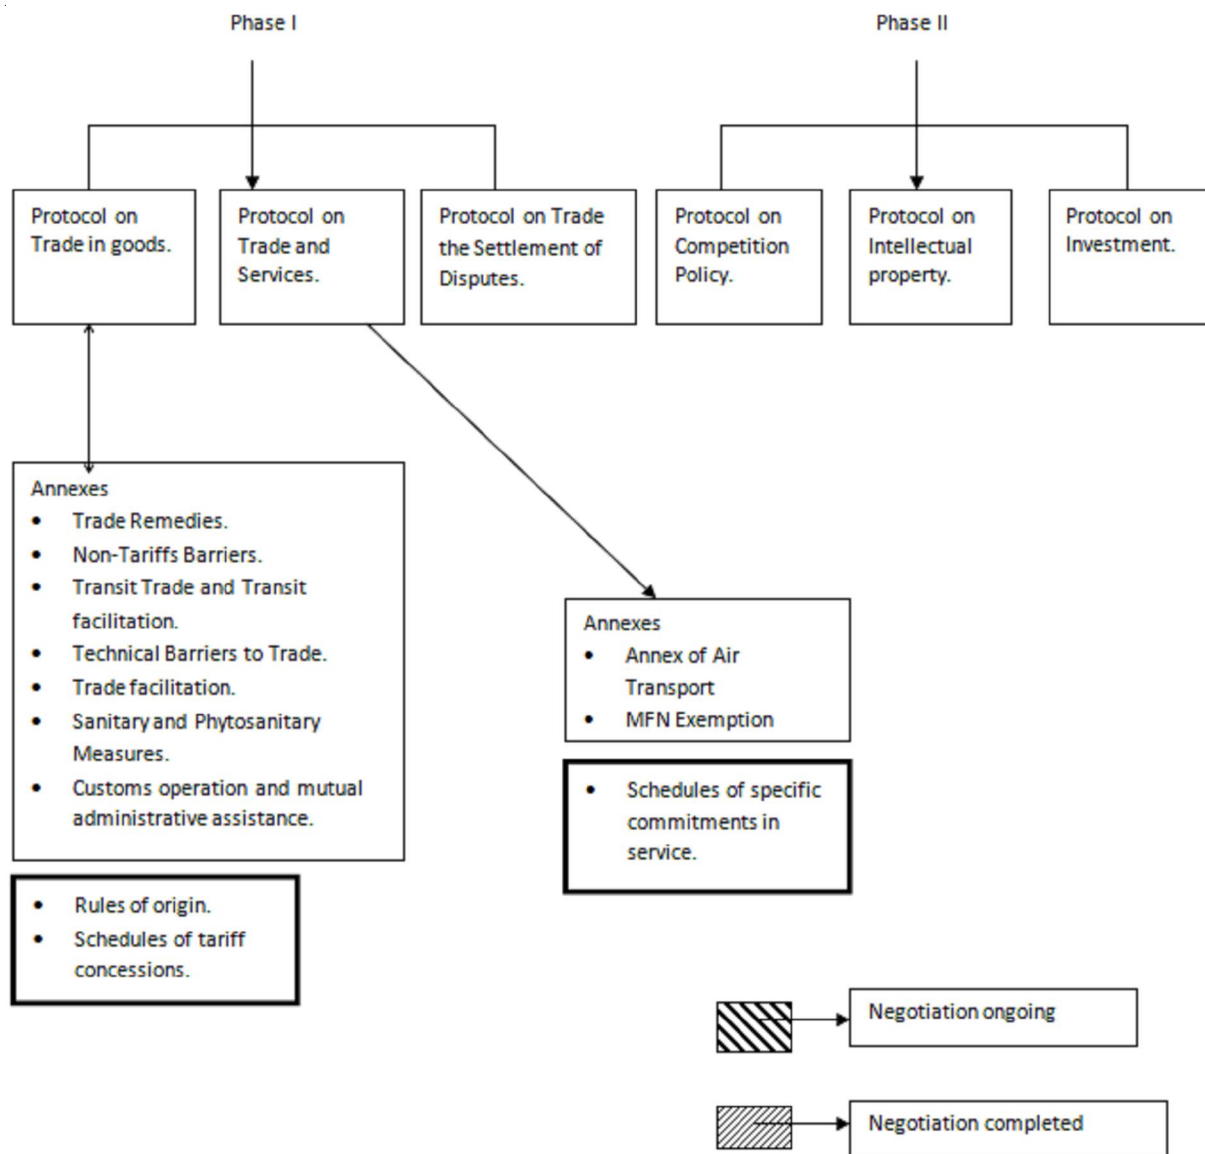 Phase I
Phase II
Protocol on
Trade in goods.
Protocol on
Trade and
Services.
Protocol on Trade
the Settlement of
Disputes.
Protocol on
Competition
Policy.
Protocol on
Intellectual
property.
Protocol on
Investment.
Annexes
• Trade Remedies.
• Non-Tariffs Barriers.
• Transit Trade and Transit
facilitation.
• Technical Barriers to Trade.
• Trade facilitation.
• Sanitary and Phytosanitary
Measures.
• Customs operation and mutual
administrative assistance.
• Rules of origin.
• Schedules of tariff
concessions.
Annexes
• Annex of Air
Transport
• MFN Exemption
• Schedules of specific
commitments in
service.
Negotiation ongoing
Negotiation completed